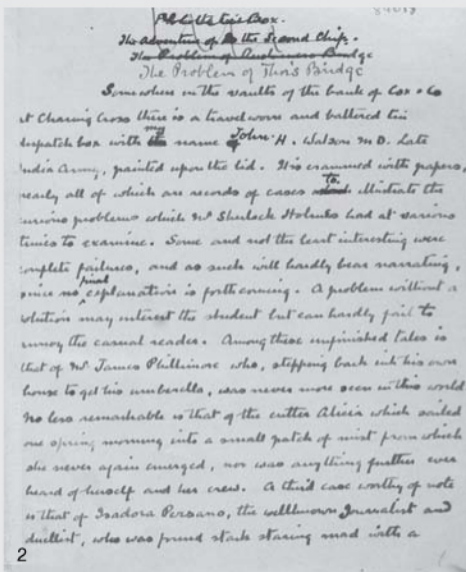 The Adventure of the Second Chip.
The Problem of Bridge
The Problem of Thor's Bridge
Somewhere in the vaults of the bank of Cox & Co
at Charing Cross there is a travelworn and battered tin
dispatch box with my name John H. Watson M.D. Late
India Army, painted upon the lid. It is crammed with papers,
nearly all of which are records of cases to illustrate the
curious problems which Mr Sherlock Holmes had at various
times to examine. Some and not the least interesting were
complete failures, and as such will hardly bear narrating,
since no final explanation is forthcoming. A problem without a
solution may interest the student but can hardly fail to
annoy the casual reader. Among these unfinished tales is
that of Mr. James Phillimore who, stepping back into his own
house to get his umbrella, was never more seen in this world
No less remarkable is that of the cutter Alicia which sailed
one spring morning into a small patch of mist from which
she never again emerged, nor was anything further ever
heard of herself and her crew. A third case worthy of note
is that of Isadora Persano, the wellknown Journalist and
duellist, who was found stark staring mad with a
2